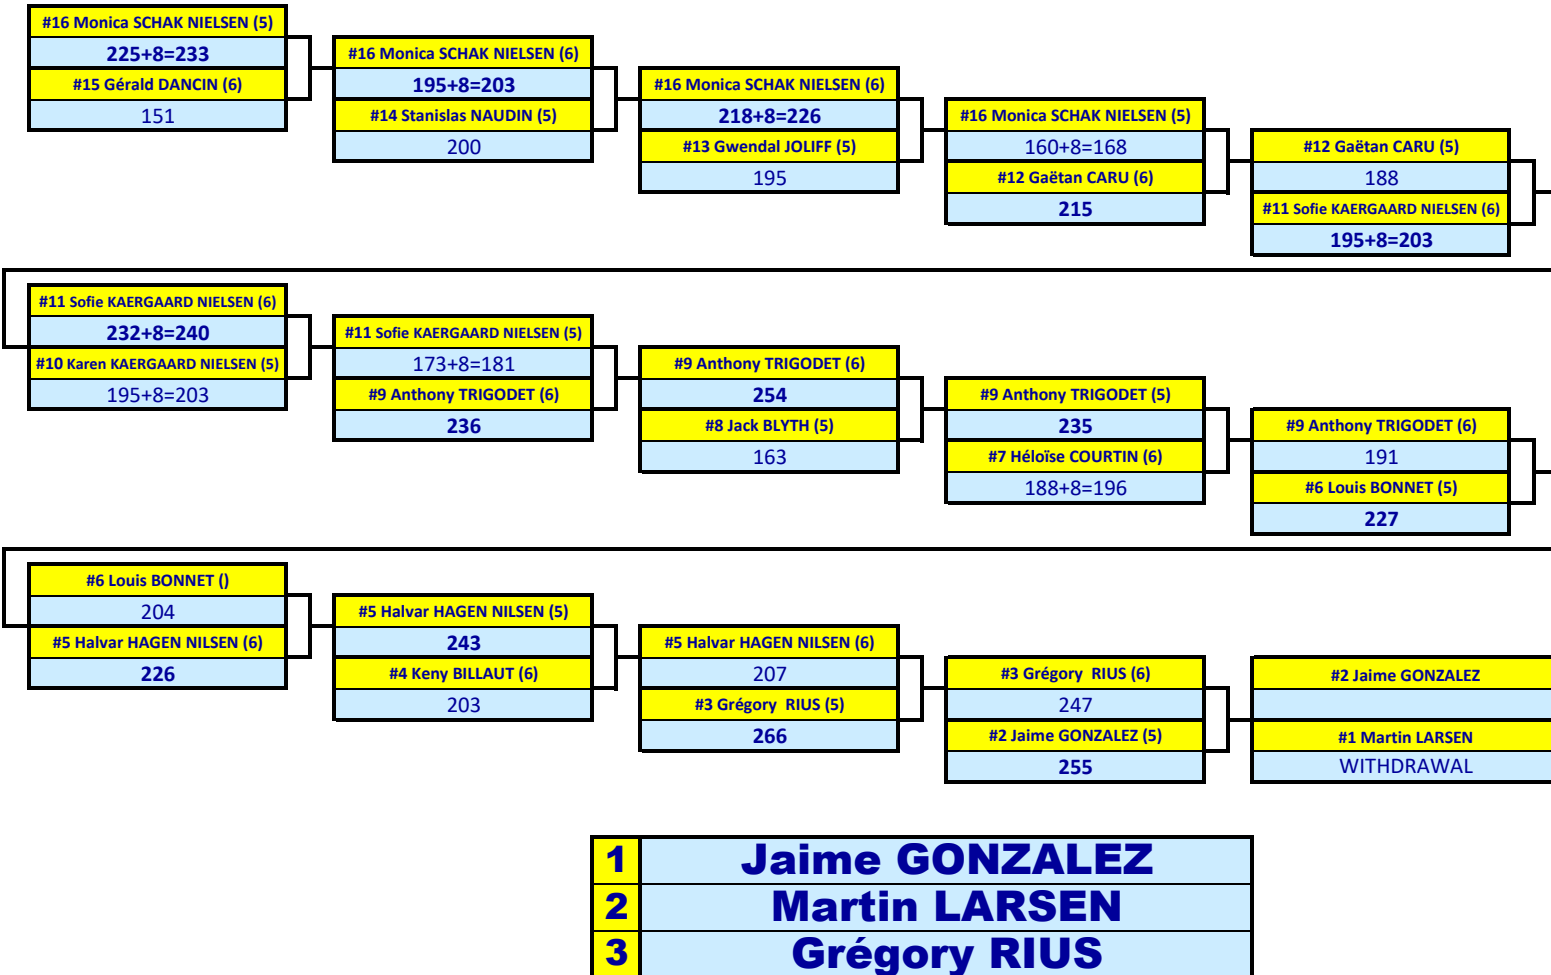 #16 Monica SCHAK NIELSEN (5)
225+8=233
#15 Gérald DANCIN (6)
151
#16 Monica SCHAK NIELSEN (6)
195+8=203
#14 Stanislas NAUDIN (5)
200
#16 Monica SCHAK NIELSEN (6)
218+8=226
#13 Gwendal JOLIFF (5)
195
#16 Monica SCHAK NIELSEN (5)
160+8=168
#12 Gaëtan CARU (6)
215
#12 Gaëtan CARU (5)
188
#11 Sofie KAERGAARD NIELSEN (6)
195+8=203
#11 Sofie KAERGAARD NIELSEN (6)
232+8=240
#10 Karen KAERGAARD NIELSEN (5)
195+8=203
#11 Sofie KAERGAARD NIELSEN (5)
173+8=181
#9 Anthony TRIGODET (6)
236
#9 Anthony TRIGODET (6)
254
#8 Jack BLYTH (5)
163
#9 Anthony TRIGODET (5)
235
#7 Héloïse COURTIN (6)
188+8=196
#9 Anthony TRIGODET (6)
191
#6 Louis BONNET (5)
227
#6 Louis BONNET ()
204
#5 Halvar HAGEN NILSEN (6)
226
#5 Halvar HAGEN NILSEN (5)
243
#4 Keny BILLAUT (6)
203
#5 Halvar HAGEN NILSEN (6)
207
#3 Grégory  RIUS (5)
266
#3 Grégory  RIUS (6)
247
#2 Jaime GONZALEZ (5)
255
#2 Jaime GONZALEZ
#1 Martin LARSEN
WITHDRAWAL
1 Jaime GONZALEZ
2 Martin LARSEN
3 Grégory RIUS